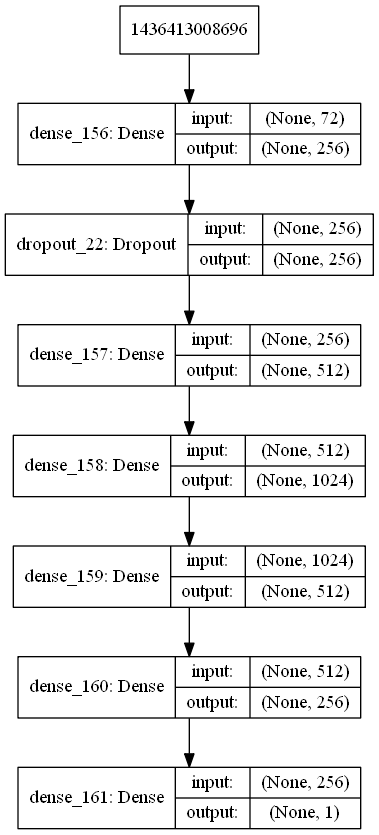 1436413008696
dense_156: Dense
input: (None, 72)
output: (None, 256)
dropout_22: Dropout
input: (None, 256)
output: (None, 256)
dense_157: Dense
input: (None, 256)
output: (None, 512)
dense_158: Dense
input: (None, 512)
output: (None, 1024)
dense_159: Dense
input: (None, 1024)
output: (None, 512)
dense_160: Dense
input: (None, 512)
output: (None, 256)
dense_161: Dense
input: (None, 256)
output: (None, 1)